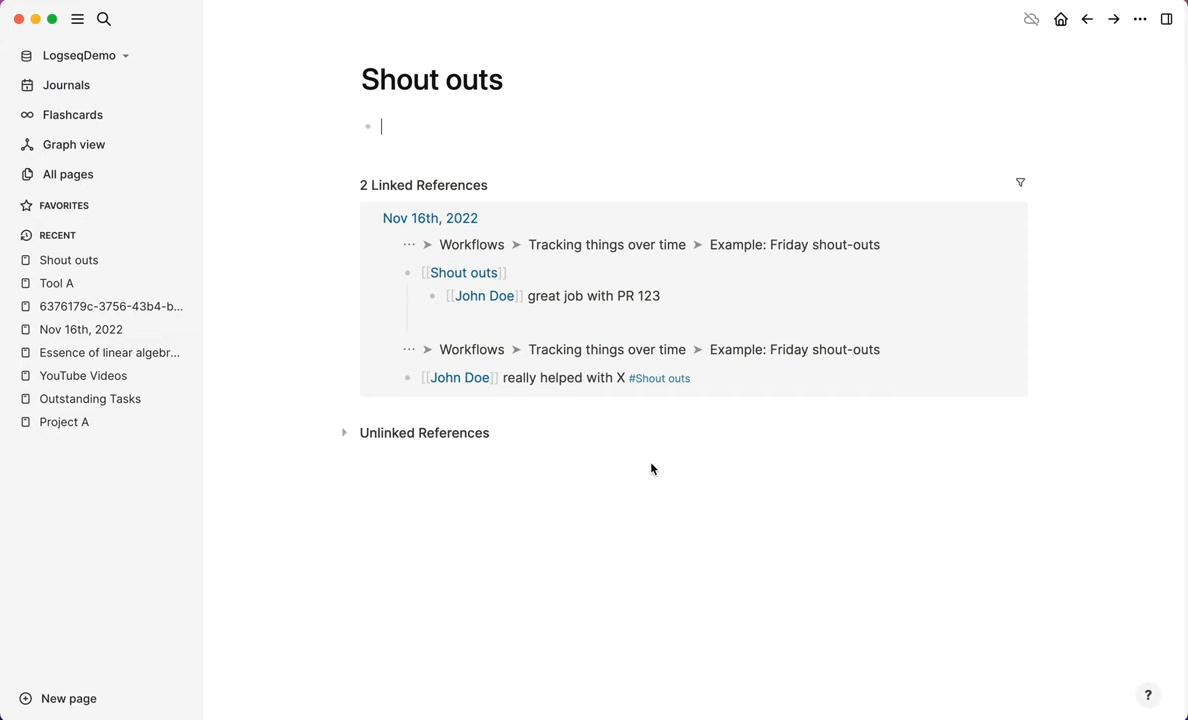 LogseqDemo
Journals
Flashcards
Graph view
All pages
FAVORITES
RECENT
Shout outs
Tool A
6376179c-3756-43b4-b...
Nov 16th, 2022
Essence of linear algebr...
YouTube Videos
Outstanding Tasks
Project A
New page
Shout outs
2 Linked References
Nov 16th, 2022
... ➤ Workflows ➤ Tracking things over time ➤ Example: Friday shout-outs
[[Shout outs]]
[[John Doe]] great job with PR 123
... ➤ Workflows ➤ Tracking things over time ➤ Example: Friday shout-outs
[[John Doe]] really helped with X #Shout outs
Unlinked References
?